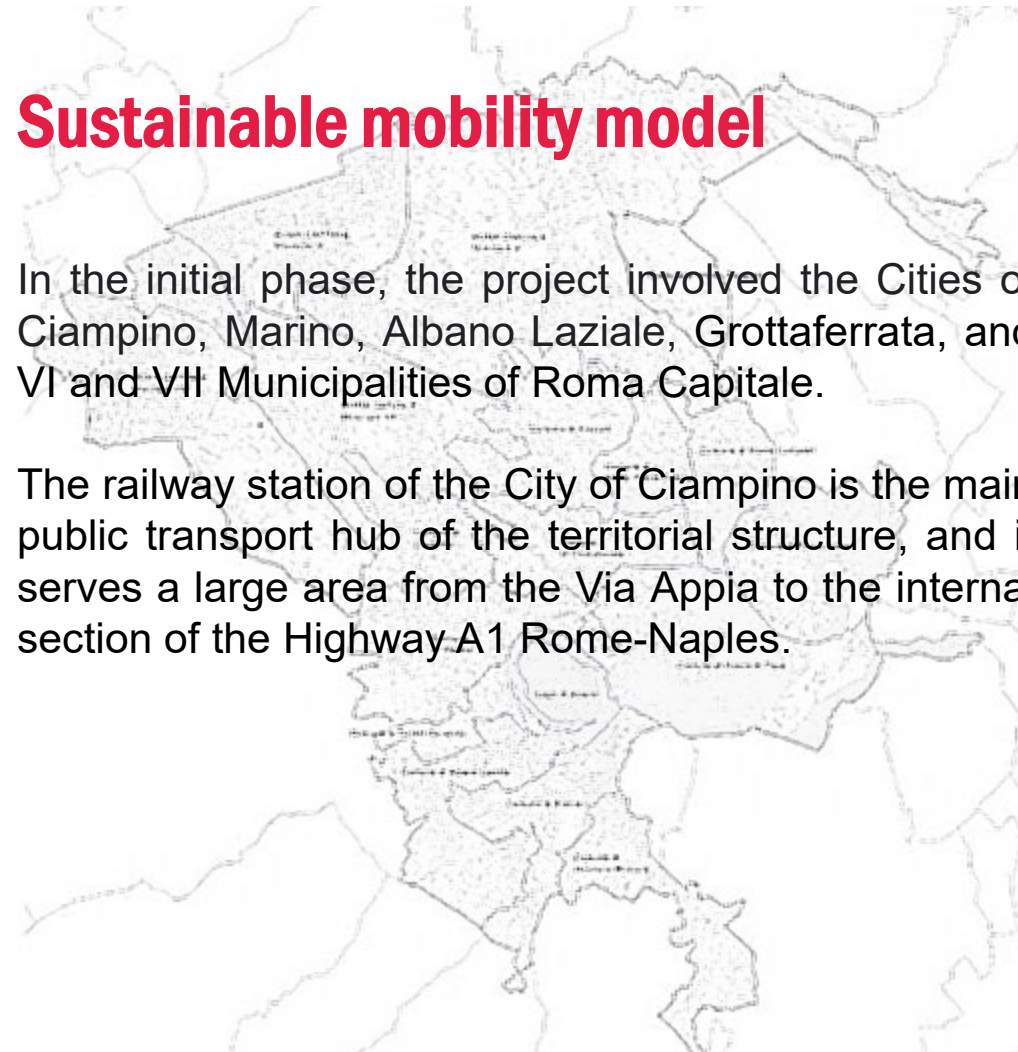 Sustainable mobility model
In the initial phase, the project involved the Cities o
Ciampino, Marino, Albano Laziale, Grottaferrata, and
VI and VII Municipalities of Roma Capitale.
The railway station of the City of Ciampino is the main
public transport hub of the territorial structure, and i
serves a large area from the Via Appia to the interna
section of the Highway A1 Rome-Naples.